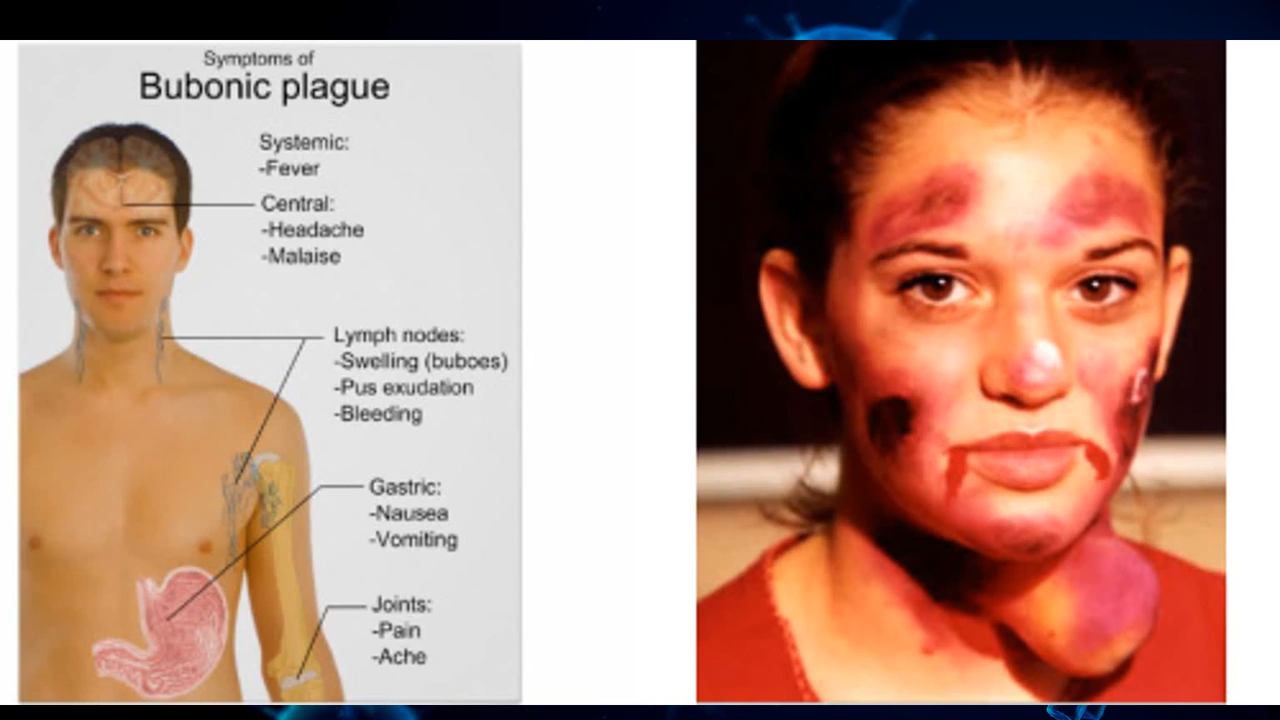 Symptoms of
Bubonic plague
Systemic:
-Fever
Central:
-Headache
-Malaise
Lymph nodes:
-Swelling (buboes)
-Pus exudation
-Bleeding
Gastric:
-Nausea
-Vomiting
Joints:
-Pain
-Ache